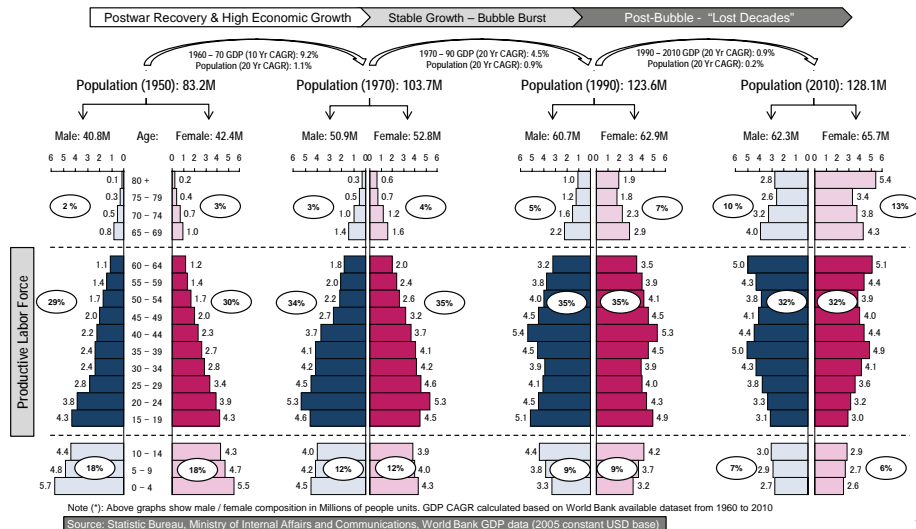 Postwar Recovery & High Economic Growth Stable Growth – Bubble Burst Post-Bubble - "Lost Decades"
1960 – 70 GDP (10 Yr CAGR): 9.2% 1970 – 90 GDP (20 Yr CAGR): 4.5% 1990 – 2010 GDP (20 Yr CAGR): 0.9%
Population (20 Yr CAGR): 1.1% Population (20 Yr CAGR): 0.9% Population (20 Yr CAGR): 0.2%
Population (1950): 83.2M Population (1970): 103.7M Population (1990): 123.6M Population (2010): 128.1M
Male: 40.8M Age: Female: 42.4M Male: 50.9M Female: 52.8M Male: 60.7M Female: 62.9M Male: 62.3M Female: 65.7M
6 5 4 3 2 1 0 0 1 2 3 4 5 6 6 5 4 3 2 1 0 0 1 2 3 4 5 6 6 5 4 3 2 1 0 0 1 2 3 4 5 6 6 5 4 3 2 1 0 0 1 2 3 4 5 6
0.1 80 + 0.2 0.3 0.6 1.0 1.9 2.8 5.4
0.3 75 – 79 0.4 0.5 0.7 1.2 1.8 2.6 3.4
2 % 3% 3% 4% 5% 7% 10 % 13%
0.5 70 – 74 0.7 1.0 1.2 1.6 2.3 3.2 3.8
0.8 65 – 69 1.0 1.4 1.6 2.2 2.9 4.0 4.3
Productive Labor Force
1.1 60 – 64 1.2 1.8 2.0 3.2 3.5 5.0 5.1
1.4 55 – 59 1.4 2.0 2.4 3.8 3.9 4.3 4.4
29% 30% 34% 35% 35% 35% 32% 32%
1.7 50 – 54 1.7 2.2 2.6 4.0 4.1 3.8 3.9
2.0 45 – 49 2.0 2.7 3.2 4.5 4.5 4.1 4.0
2.2 40 – 44 2.3 3.7 3.7 5.4 5.3 4.4 4.4
2.4 35 – 39 2.7 4.1 4.1 4.5 4.5 5.0 4.9
2.4 30 – 34 2.8 4.2 4.2 3.9 3.9 4.3 4.1
2.8 25 – 29 3.4 4.5 4.6 4.1 4.0 3.8 3.6
3.8 20 – 24 3.9 5.3 5.3 4.5 4.3 3.3 3.2
4.3 15 – 19 4.3 4.6 4.5 5.1 4.9 3.1 3.0
4.4 10 – 14 4.3 4.0 3.9 4.4 4.2 3.0 2.9
4.8 18% 5 – 9 18% 4.7 4.2 12% 12% 4.0 3.8 9% 9% 3.7 7% 2.9 2.7 6%
5.7 0 – 4 5.5 4.5 4.3 3.3 3.2 2.7 2.6
Note (*): Above graphs show male / female composition in Millions of people units. GDP CAGR calculated based on World Bank available dataset from 1960 to 2010
Source: Statistic Bureau, Ministry of Internal Affairs and Communications, World Bank GDP data (2005 constant USD base)